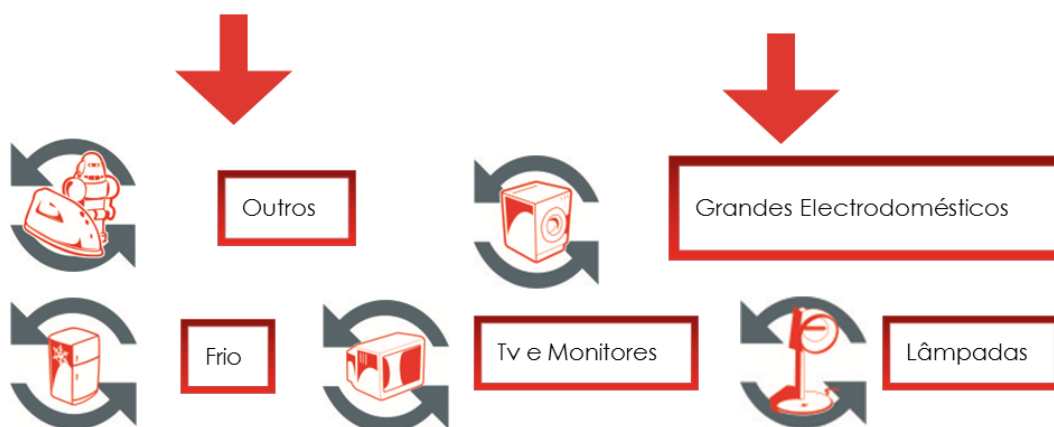 Outros
Grandes Electrodomésticos
Frio
Tv e Monitores
Lâmpadas